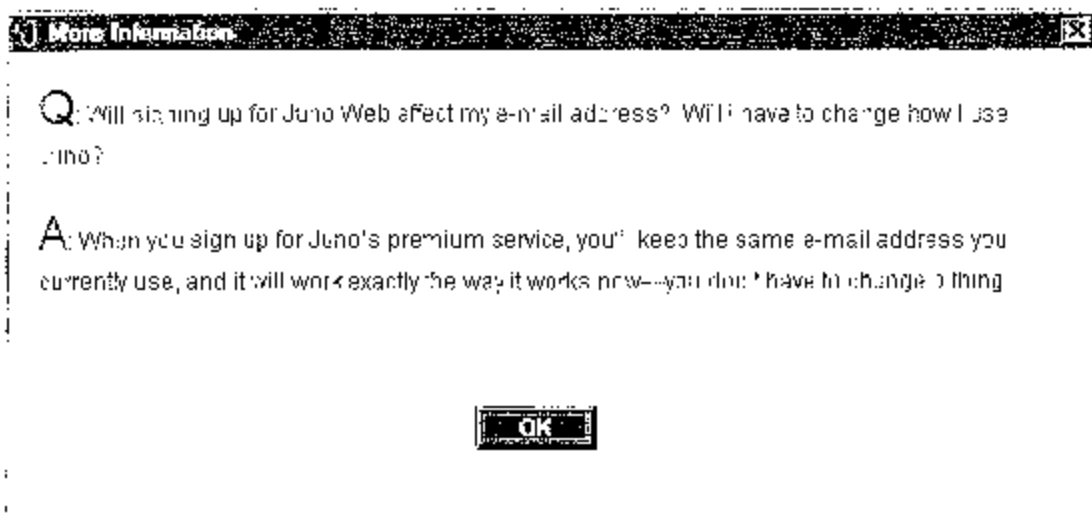 More Information
Q: Will signing up for Juno Web affect my e-mail address? Will I have to change how I use
Juno?
A: When you sign up for Juno's premium service, you'll keep the same e-mail address you
currently use, and it will work exactly the way it works now---you don't have to change a thing
OK